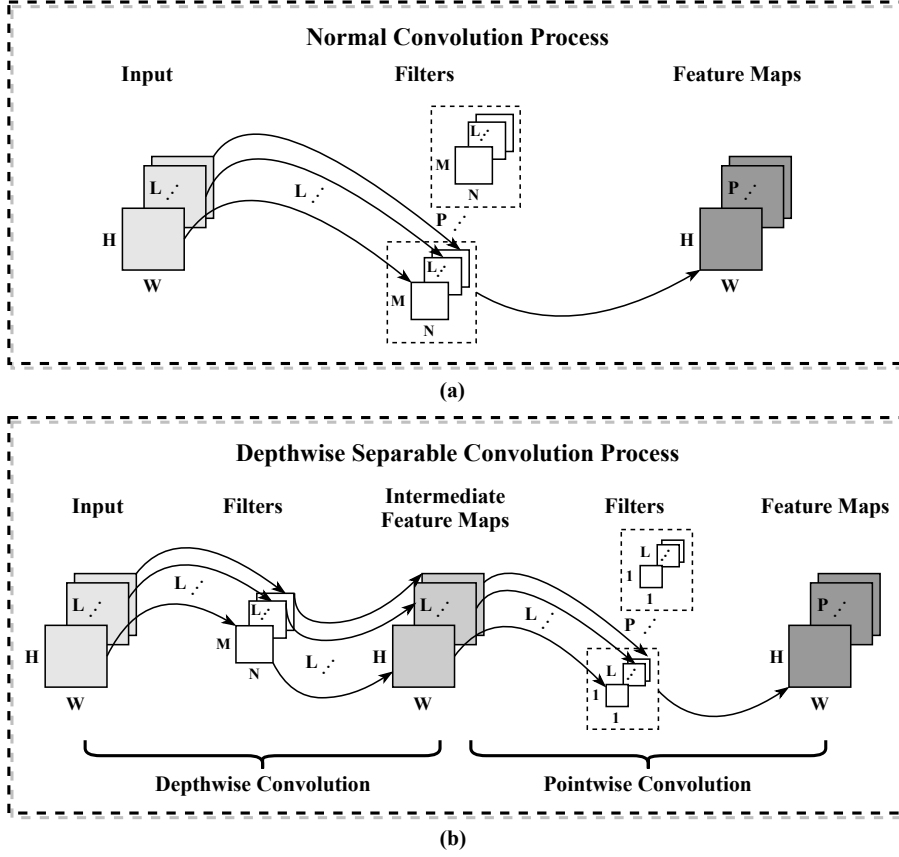 Normal Convolution Process
Input Filters Feature Maps
L
M
N
L
L
P
P
H
H
L
M
W
N
W
(a)
Depthwise Separable Convolution Process
Input Filters Intermediate Feature Maps Filters Feature Maps
L
1
1
L
L
L
L
L
P
P
H
M
N
L
H
L
1
1
H
W
W
W
Depthwise Convolution Pointwise Convolution
(b)